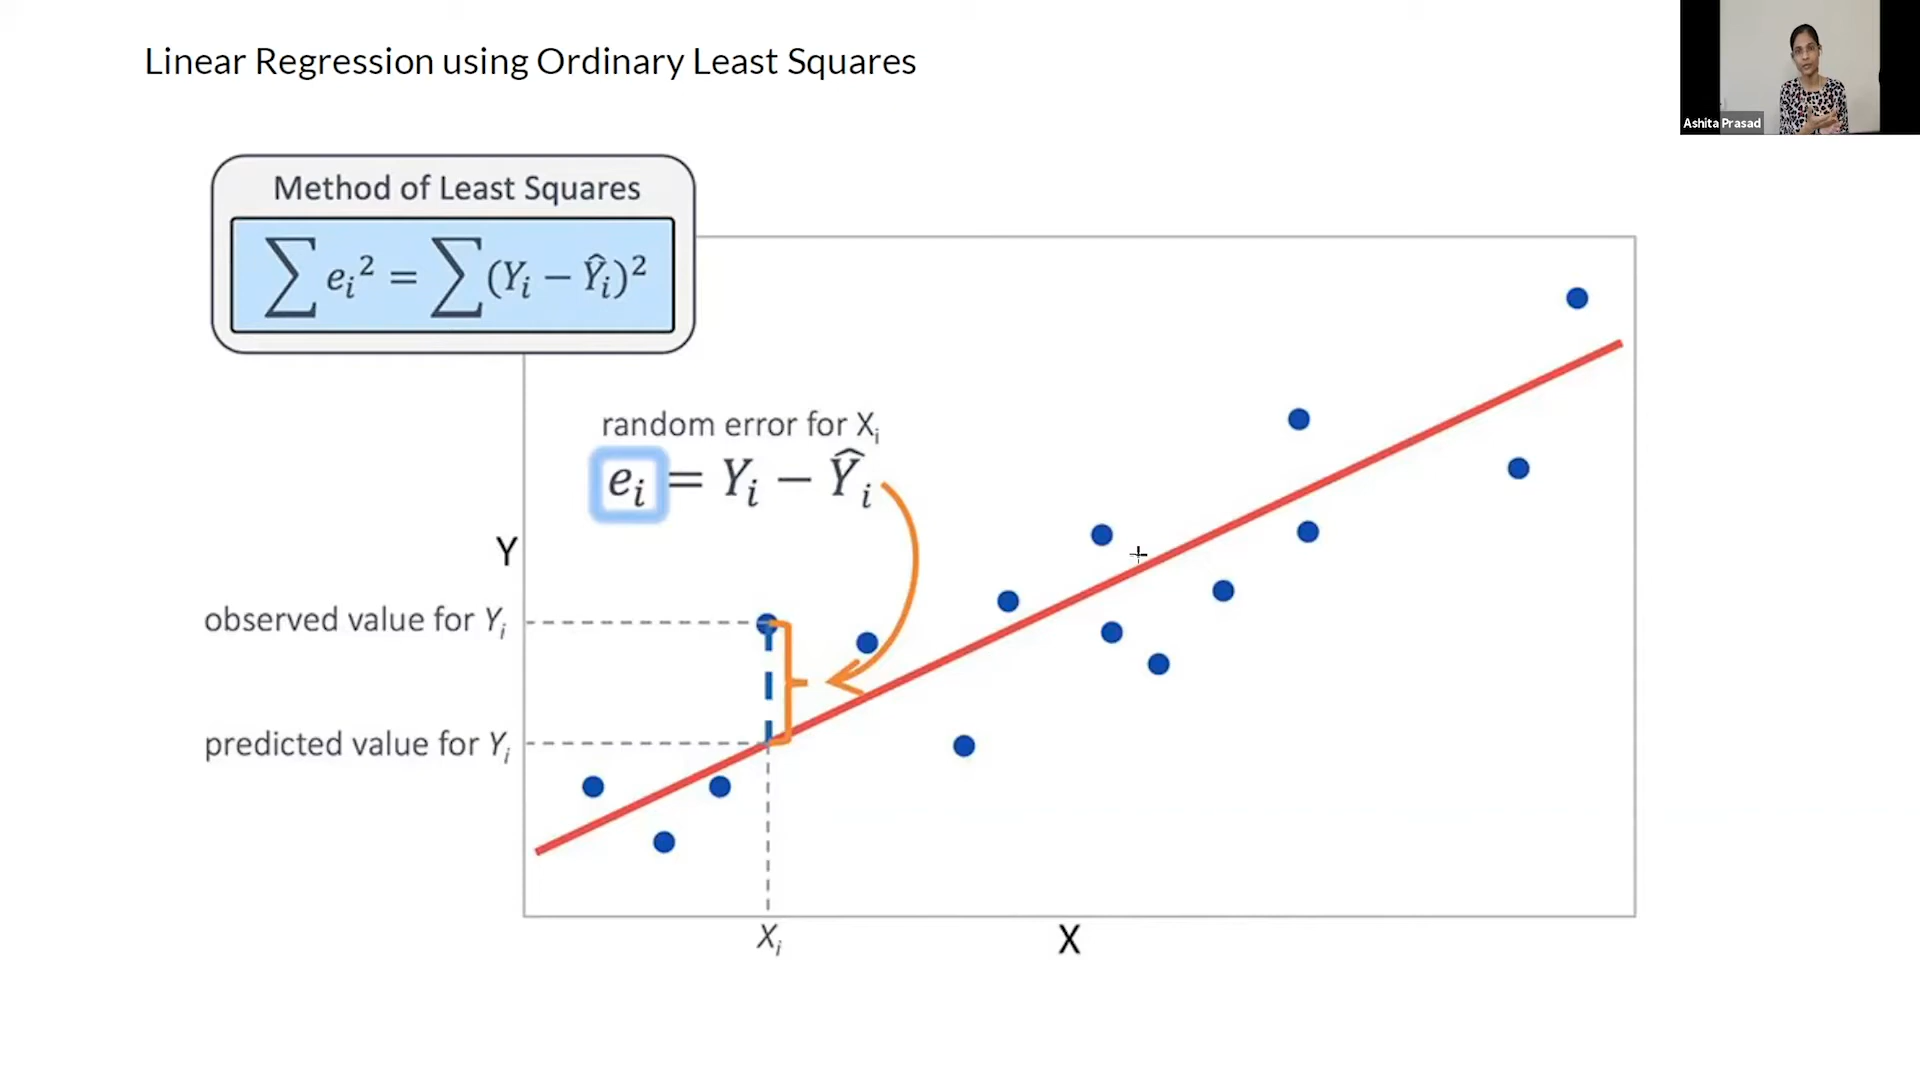 Linear Regression using Ordinary Least Squares
Ashita Prasad
Method of Least Squares
∑ eᵢ² = ∑(Yᵢ − Ŷᵢ)²
random error for Xᵢ
eᵢ = Yᵢ − Ŷᵢ
Y
observed value for Yᵢ
predicted value for Yᵢ
Xᵢ
X